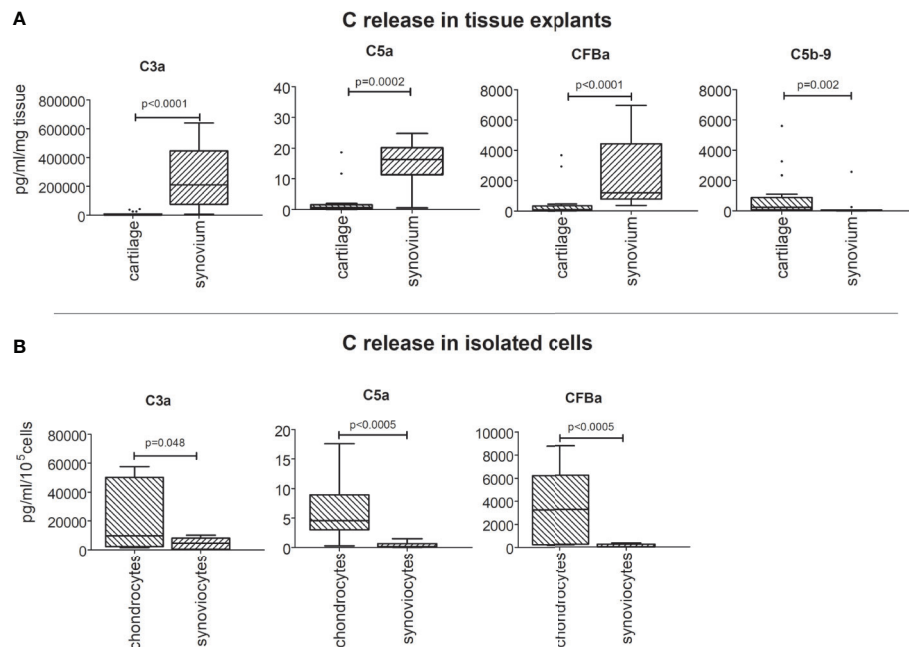 A
C release in tissue explants
C3a
C5a
CFBa
C5b-9
pg/ml/mg tissue
800000
600000
400000
200000
0
p<0.0001
cartilage
synovium
40
30
20
10
0
p=0.0002
cartilage
synovium
8000
6000
4000
2000
0
p<0.0001
cartilage
synovium
8000
6000
4000
2000
0
p=0.002
cartilage
synovium
B
C release in isolated cells
C3a
C5a
CFBa
pg/ml/10⁵cells
80000
60000
40000
20000
0
p=0.048
chondrocytes
synoviocytes
20
15
10
5
0
p<0.0005
chondrocytes
synoviocytes
10000
8000
6000
4000
2000
0
p<0.0005
chondrocytes
synoviocytes